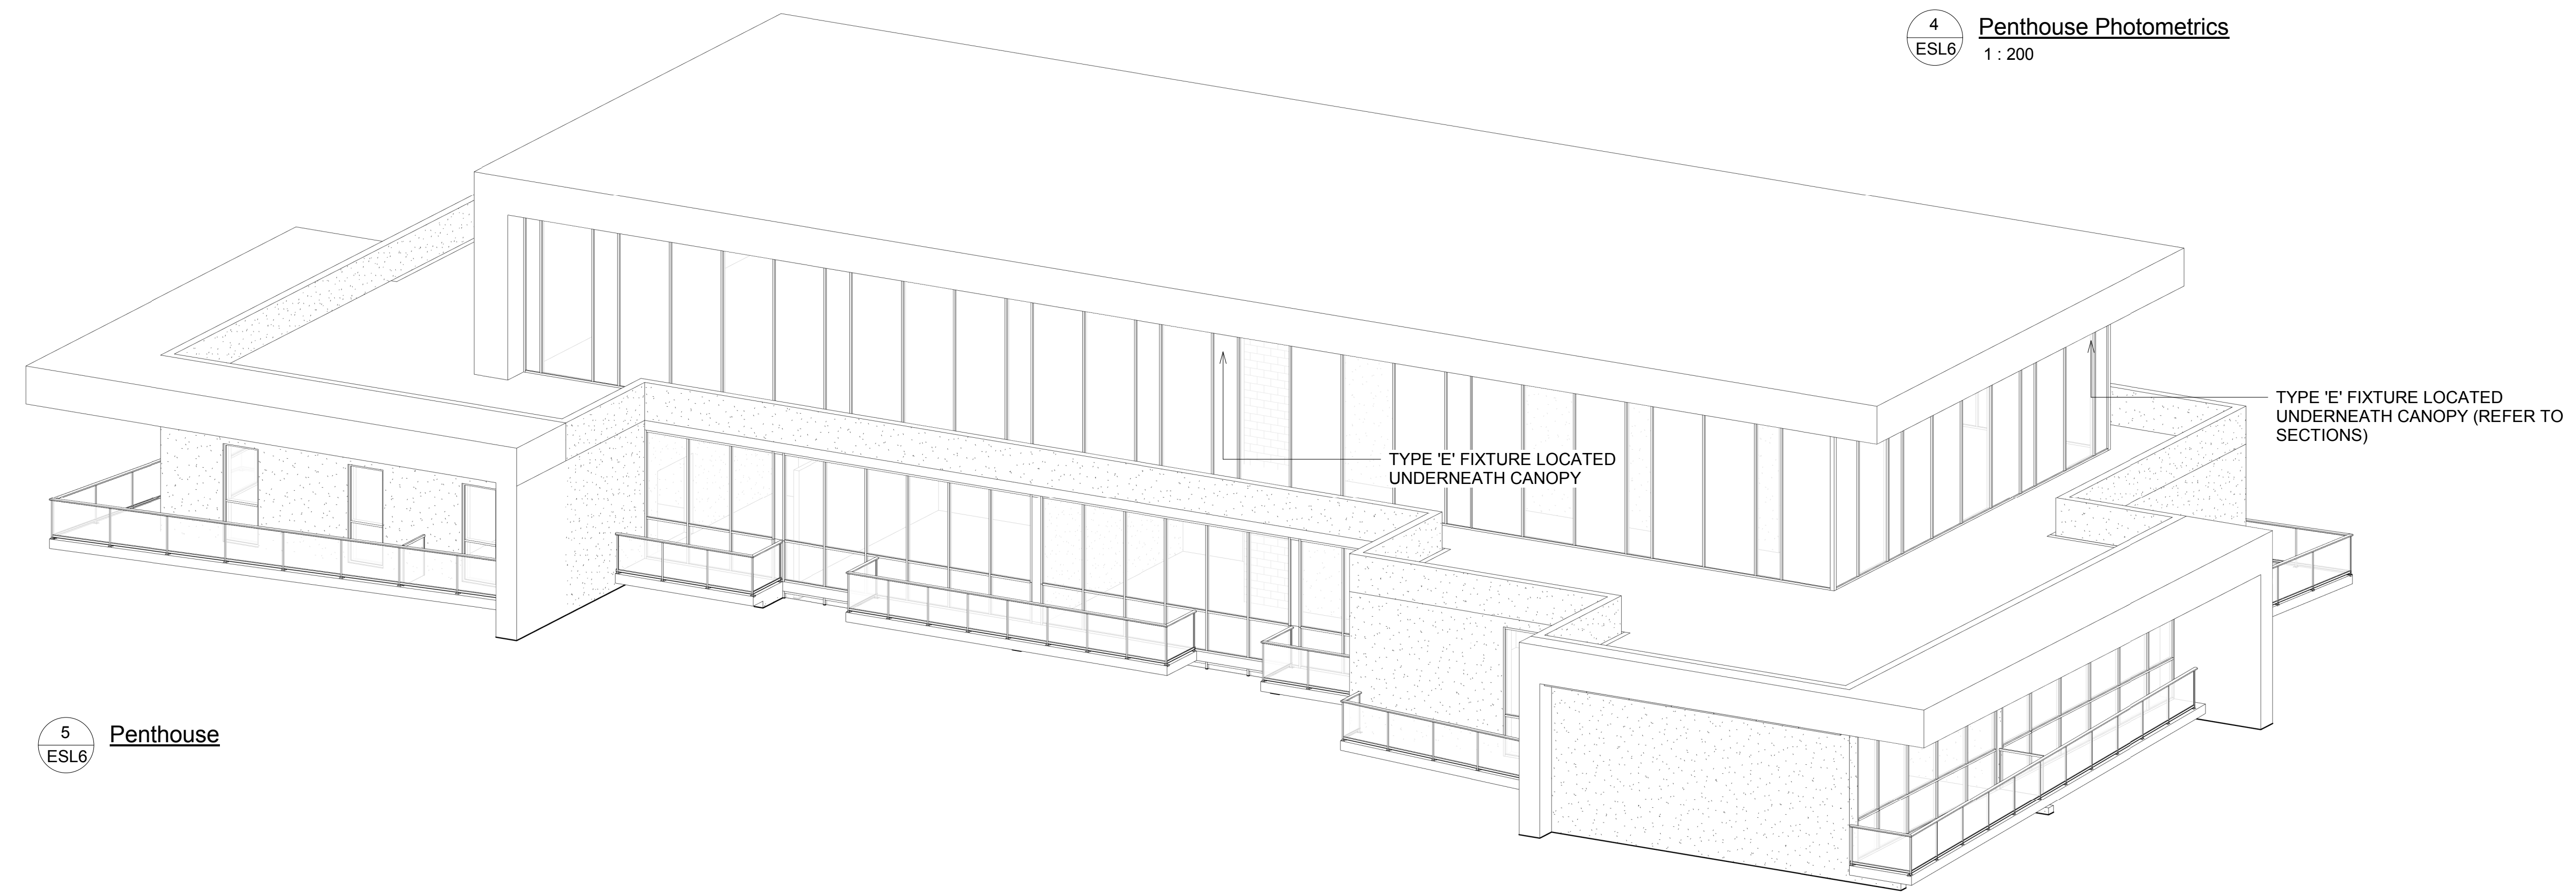 4
ESL6
Penthouse Photometrics
1 : 200
TYPE 'E' FIXTURE LOCATED
UNDERNEATH CANOPY (REFER TO
SECTIONS)
TYPE 'E' FIXTURE LOCATED
UNDERNEATH CANOPY
5
ESL6
Penthouse